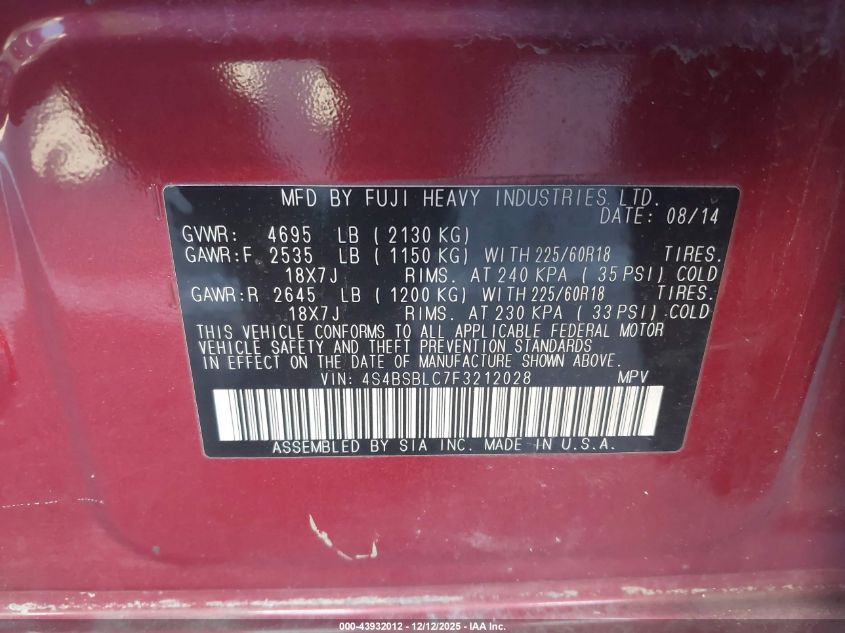 MFD BY FUJI HEAVY INDUSTRIES LTD.
DATE: 08/14
GVWR: 4695 LB ( 2130 KG)
GAWR:F 2535 LB ( 1150 KG) WITH 225/60R18 TIRES.
18X7J RIMS. AT 240 KPA ( 35 PSI) COLD
GAWR:R 2645 LB ( 1200 KG) WITH 225/60R18 TIRES.
18X7J RIMS. AT 230 KPA ( 33 PSI) COLD
THIS VEHICLE CONFORMS TO ALL APPLICABLE FEDERAL MOTOR
VEHICLE SAFETY AND THEFT PREVENTION STANDARDS
IN EFFECT ON THE DATE OF MANUFACTURE SHOWN ABOVE.
VIN: 4S4BSBLC7F3212028 MPV
ASSEMBLED BY SIA INC. MADE IN U.S.A.
000-43932012 - 12/12/2025 - IAA Inc.